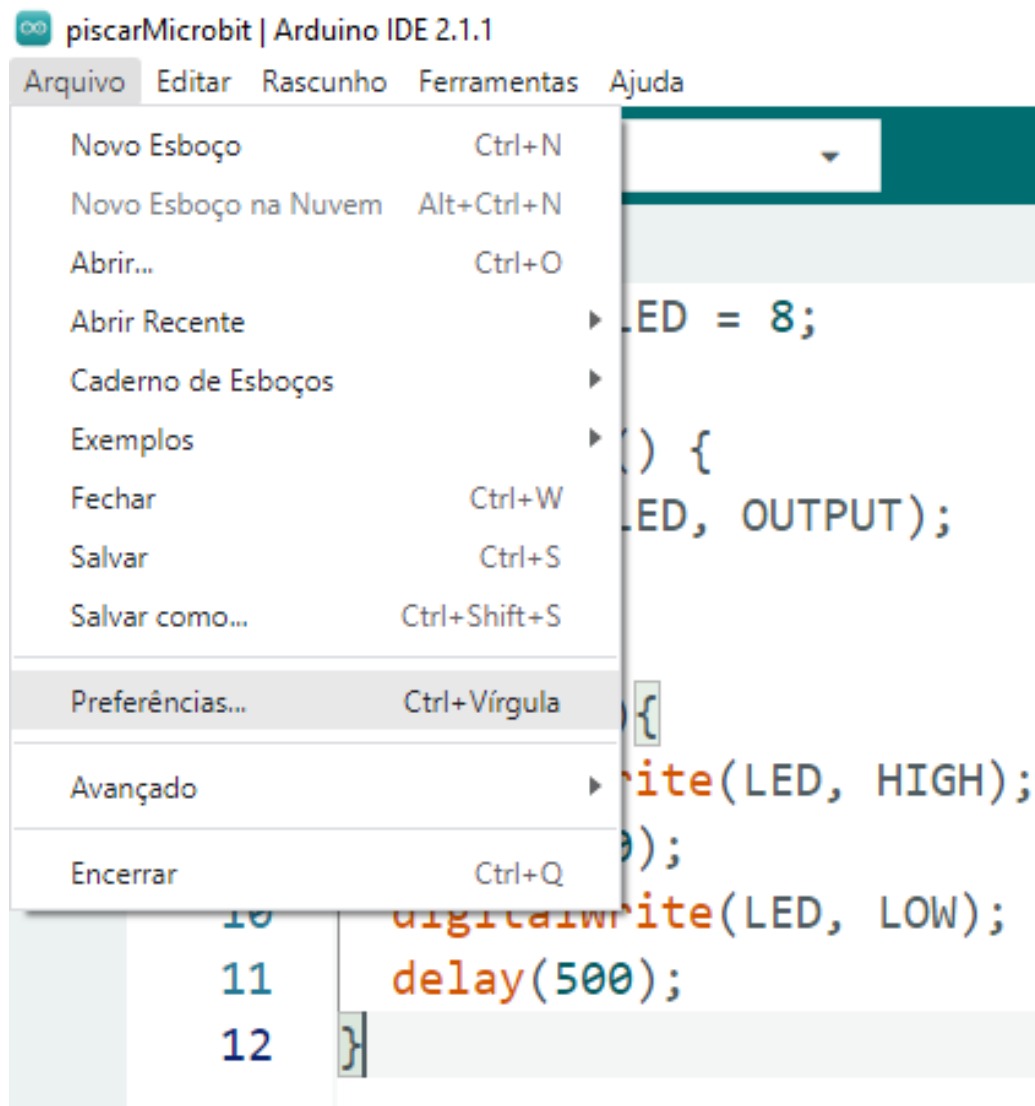 piscarMicrobit | Arduino IDE 2.1.1
Arquivo Editar Rascunho Ferramentas Ajuda
Novo Esboço Ctrl+N
Novo Esboço na Nuvem Alt+Ctrl+N
Abrir... Ctrl+O
Abrir Recente
Caderno de Esboços
Exemplos
Fechar Ctrl+W
Salvar Ctrl+S
Salvar como... Ctrl+Shift+S
Preferências... Ctrl+Vírgula
Avançado
Encerrar Ctrl+Q
LED = 8;
() {
LED, OUTPUT);
){
rite(LED, HIGH);
);
10 digitalWrite(LED, LOW);
11 delay(500);
12 }